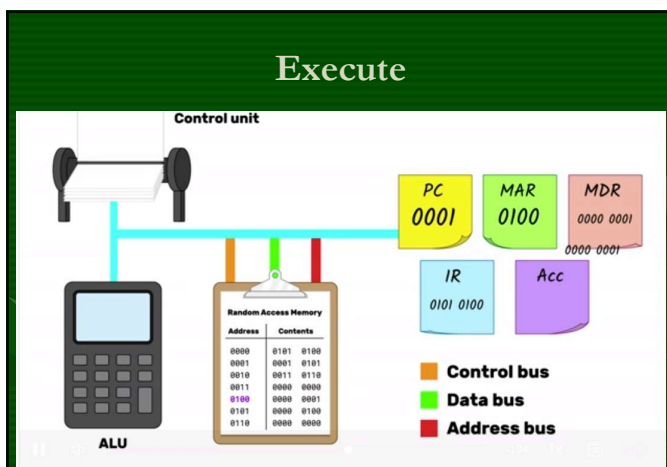 Execute
Control unit
PC
0001
MAR
0100
MDR
0000 0001
0000 0001
IR
0101 0100
Acc
Random Access Memory
Address Contents
0000 0101 0100
0001 0001 0101
0010 0011 0110
0011 0000 0000
0100 0000 0001
0101 0000 0100
0110 0000 0000
Control bus
Data bus
Address bus
ALU